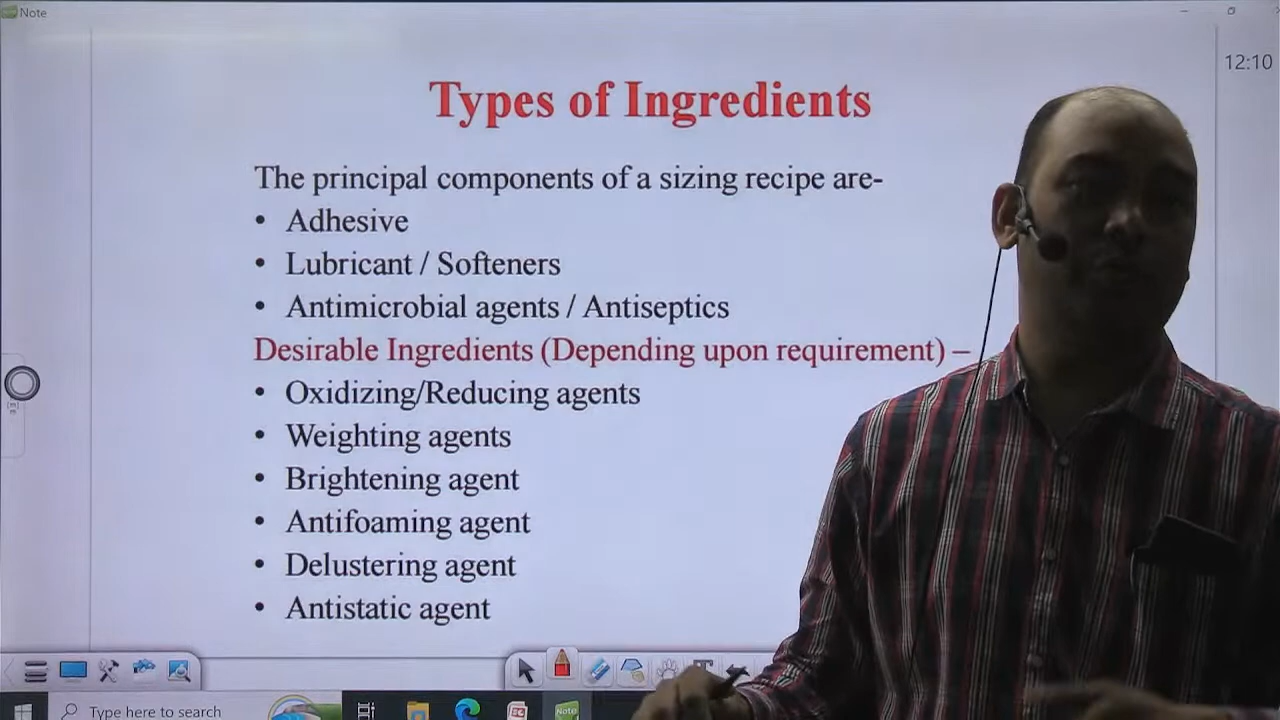 Note
12:10
Types of Ingredients
The principal components of a sizing recipe are-
• Adhesive
• Lubricant / Softeners
• Antimicrobial agents / Antiseptics
Desirable Ingredients (Depending upon requirement) –
• Oxidizing/Reducing agents
• Weighting agents
• Brightening agent
• Antifoaming agent
• Delustering agent
• Antistatic agent
Type here to search
Note